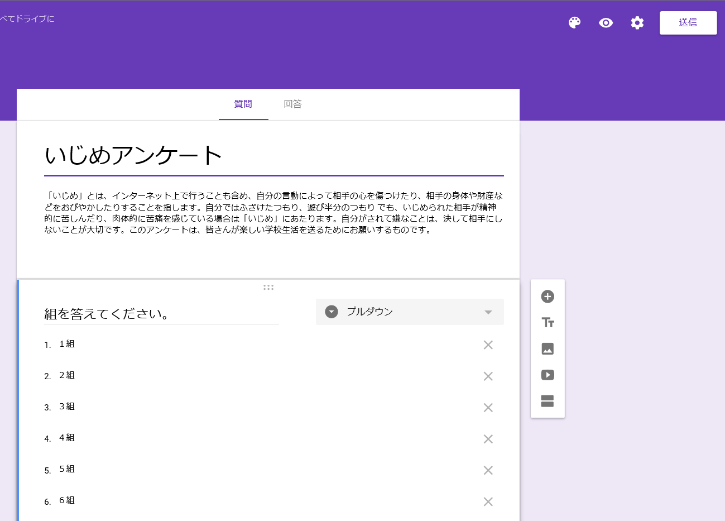 べてドライブに
送信
質問 回答
いじめアンケート
「いじめ」とは、インターネット上で行うことも含め、自分の言動によって相手の心を傷つけたり、相手の身体や財産な
どをおびやかしたりすることを指します。自分ではふざけたつもり、遊び半分のつもり でも、いじめられた相手が精神
的に苦しんだり、肉体的に苦痛を感じている場合は「いじめ」にあたります。自分がされて嫌なことは、決して相手にし
ないことが大切です。このアンケートは、皆さんが楽しい学校生活を送るためにお願いするものです。
組を答えてください。 プルダウン
1. 1組
2. 2組
3. 3組
4. 4組
5. 5組
6. 6組